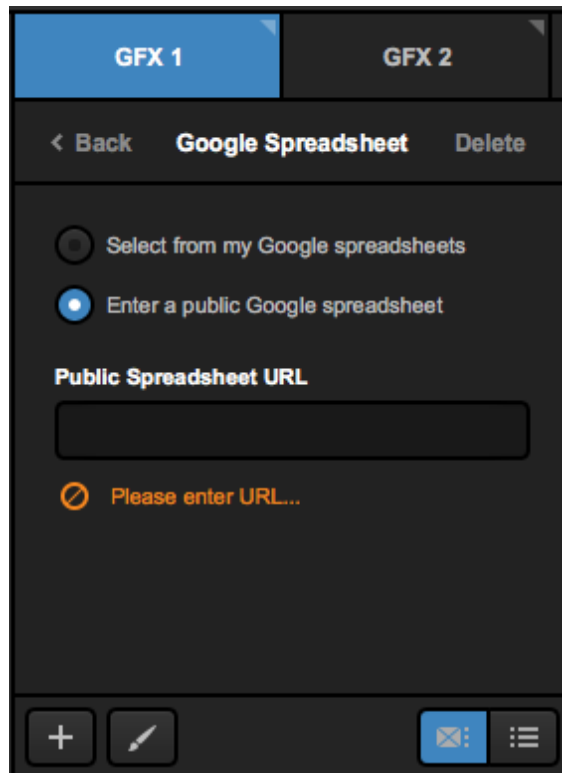 GFX 1 GFX 2
< Back Google Spreadsheet Delete
Select from my Google spreadsheets
Enter a public Google spreadsheet
Public Spreadsheet URL
Please enter URL...